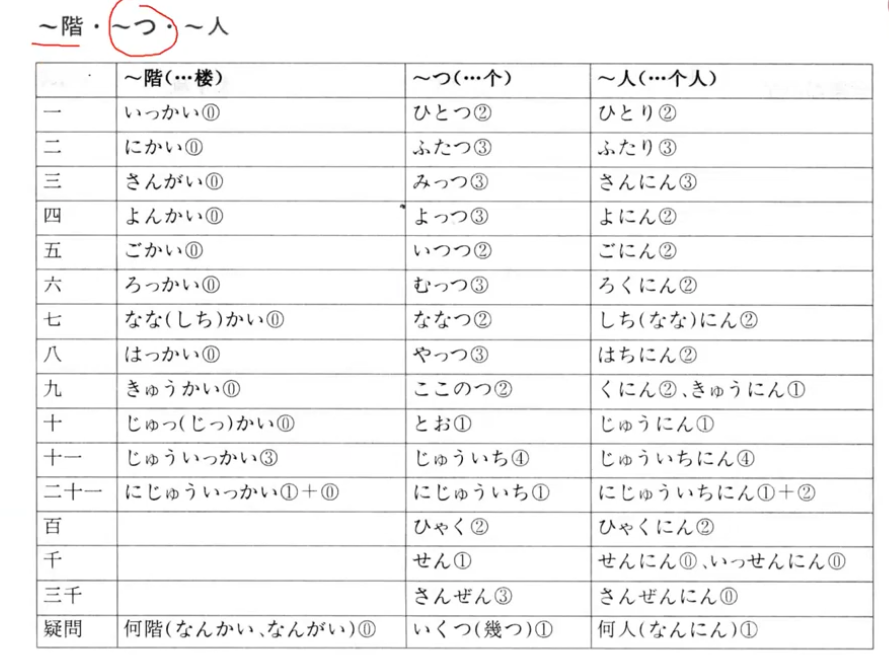 ～階・～つ・～人
～階(…楼) ～つ(…个) ～人(…个人)
一 いっかい⓪ ひとつ② ひとり②
二 にかい⓪ ふたつ③ ふたり③
三 さんがい⓪ みっつ③ さんにん③
四 よんかい⓪ よっつ③ よにん②
五 ごかい⓪ いつつ② ごにん②
六 ろっかい⓪ むっつ③ ろくにん②
七 なな(しち)かい⓪ ななつ② しち(なな)にん②
八 はっかい⓪ やっつ③ はちにん②
九 きゅうかい⓪ ここのつ② くにん②、きゅうにん①
十 じゅっ(じっ)かい⓪ とお① じゅうにん①
十一 じゅういっかい③ じゅういち④ じゅういちにん④
二十一 にじゅういっかい①＋⓪ にじゅういち① にじゅういちにん①＋②
百 ひゃく② ひゃくにん②
千 せん① せんにん⓪、いっせんにん⓪
三千 さんぜん③ さんぜんにん⓪
疑問 何階(なんかい、なんがい)⓪ いくつ(幾つ)① 何人(なんにん)①